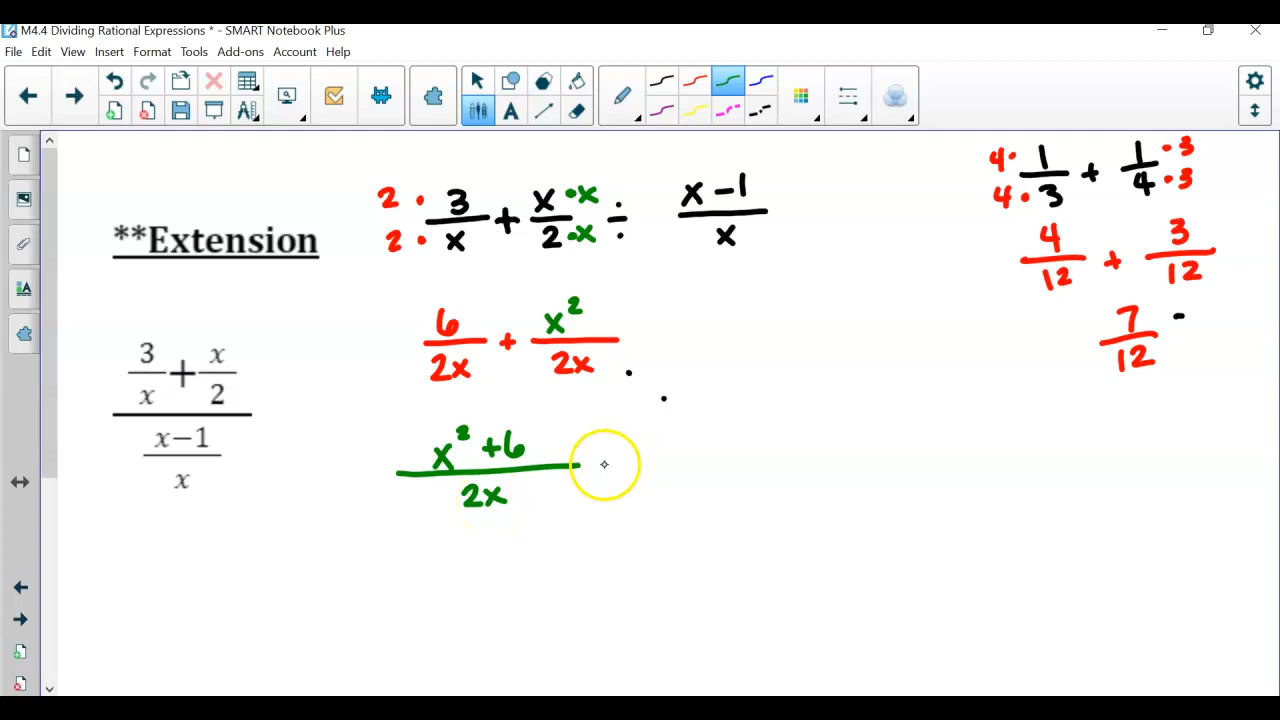 M4.4 Dividing Rational Expressions * - SMART Notebook Plus
File Edit View Insert Format Tools Add-ons Account Help
**Extension
3/x + x/2
x-1/x
2 • 3/x + x/2 • x ÷ x - 1/x
2 • • x
6/2x + x² /2x
x² + 6
2x
4 • 1/3 + 1/4 • 3
4 • • 3
4/12 + 3/12
7
12